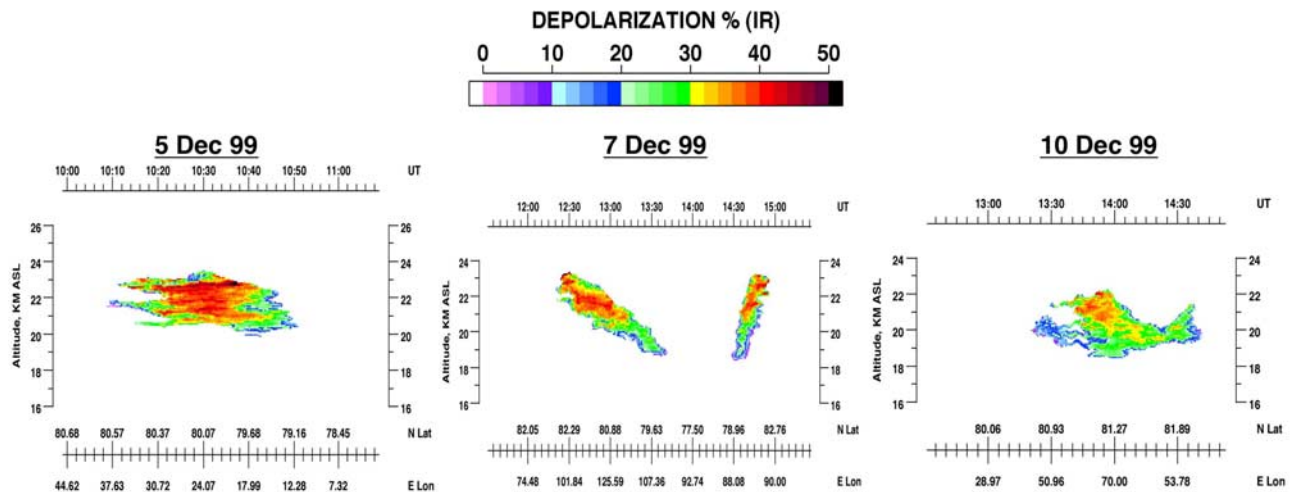 DEPOLARIZATION % (IR)
0 10 20 30 40 50
5 Dec 99
10:00 10:10 10:20 10:30 10:40 10:50 11:00 UT
Altitude, KM ASL
26 26
24 24
22 22
20 20
18 18
16 16
80.68 80.57 80.37 80.07 79.68 79.16 78.45 N Lat
44.62 37.63 30.72 24.07 17.99 12.28 7.32 E Lon
7 Dec 99
12:00 12:30 13:00 13:30 14:00 14:30 15:00 UT
Altitude, KM ASL
24 24
22 22
20 20
18 18
16 16
82.05 82.29 80.88 79.63 77.50 78.96 82.76 N Lat
74.48 101.84 125.59 107.36 92.74 88.08 90.00 E Lon
10 Dec 99
13:00 13:30 14:00 14:30 UT
Altitude, KM ASL
24 24
22 22
20 20
18 18
16 16
80.06 80.93 81.27 81.89 N Lat
28.97 50.96 70.00 53.78 E Lon